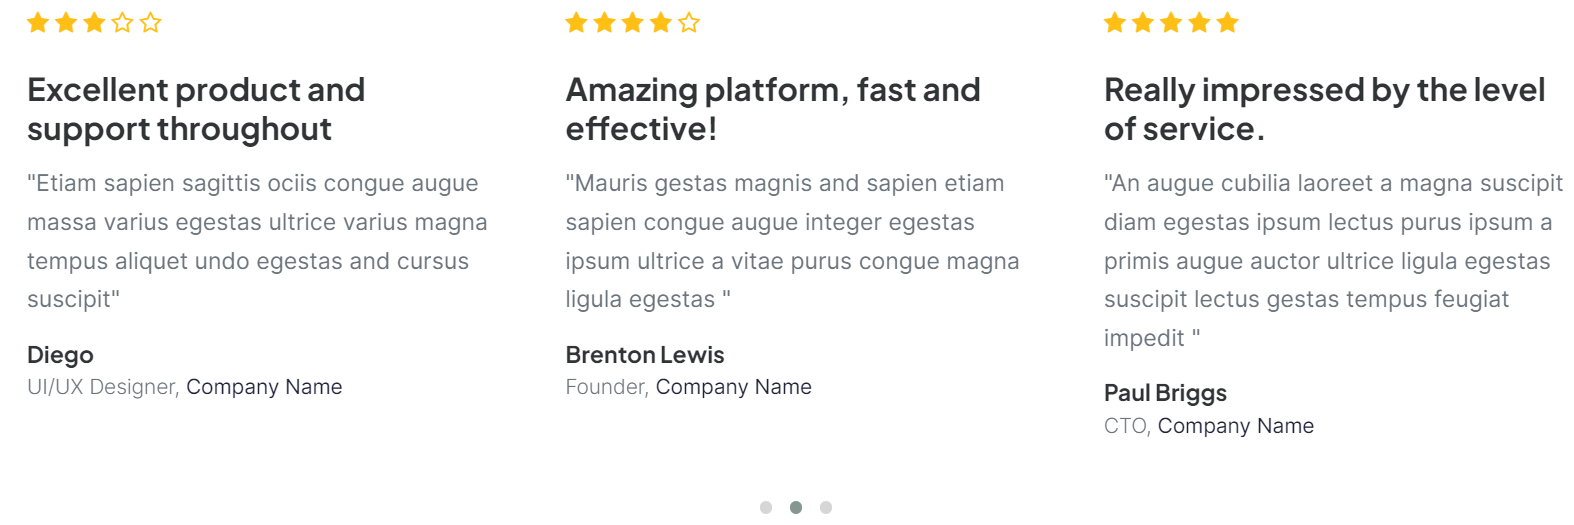 Excellent product and
support throughout
"Etiam sapien sagittis ociis congue augue
massa varius egestas ultrice varius magna
tempus aliquet undo egestas and cursus
suscipit"
Diego
UI/UX Designer, Company Name
Amazing platform, fast and
effective!
"Mauris gestas magnis and sapien etiam
sapien congue augue integer egestas
ipsum ultrice a vitae purus congue magna
ligula egestas "
Brenton Lewis
Founder, Company Name
Really impressed by the level
of service.
"An augue cubilia laoreet a magna suscipit
diam egestas ipsum lectus purus ipsum a
primis augue auctor ultrice ligula egestas
suscipit lectus gestas tempus feugiat
impedit "
Paul Briggs
CTO, Company Name